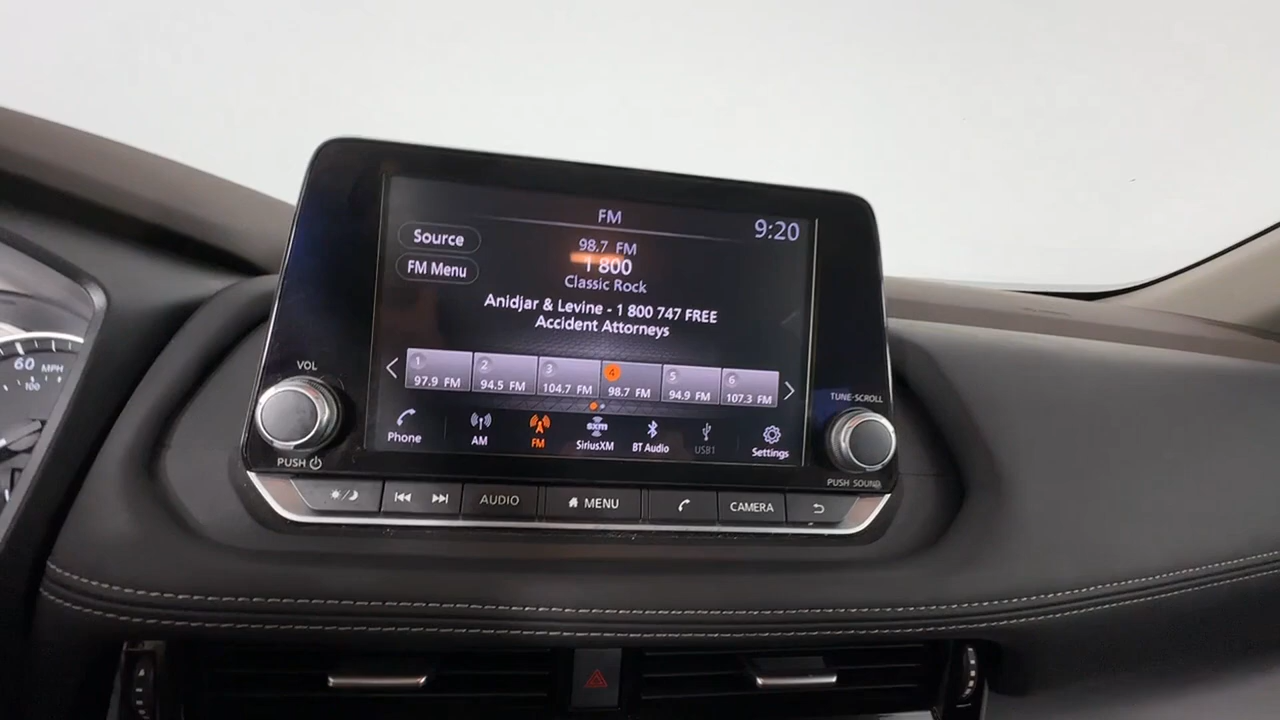 FM
9:20
Source
98.7 FM
1 800
FM Menu
Classic Rock
Anidjar & Levine - 1 800 747 FREE
Accident Attorneys
1 2 3 4 5 6
97.9 FM 94.5 FM 104.7 FM 98.7 FM 94.9 FM 107.3 FM
Phone AM FM SiriusXM BT Audio USB1 Settings
sxm
VOL
PUSH
TUNE·SCROLL
PUSH SOUND
AUDIO MENU CAMERA
60 MPH
100